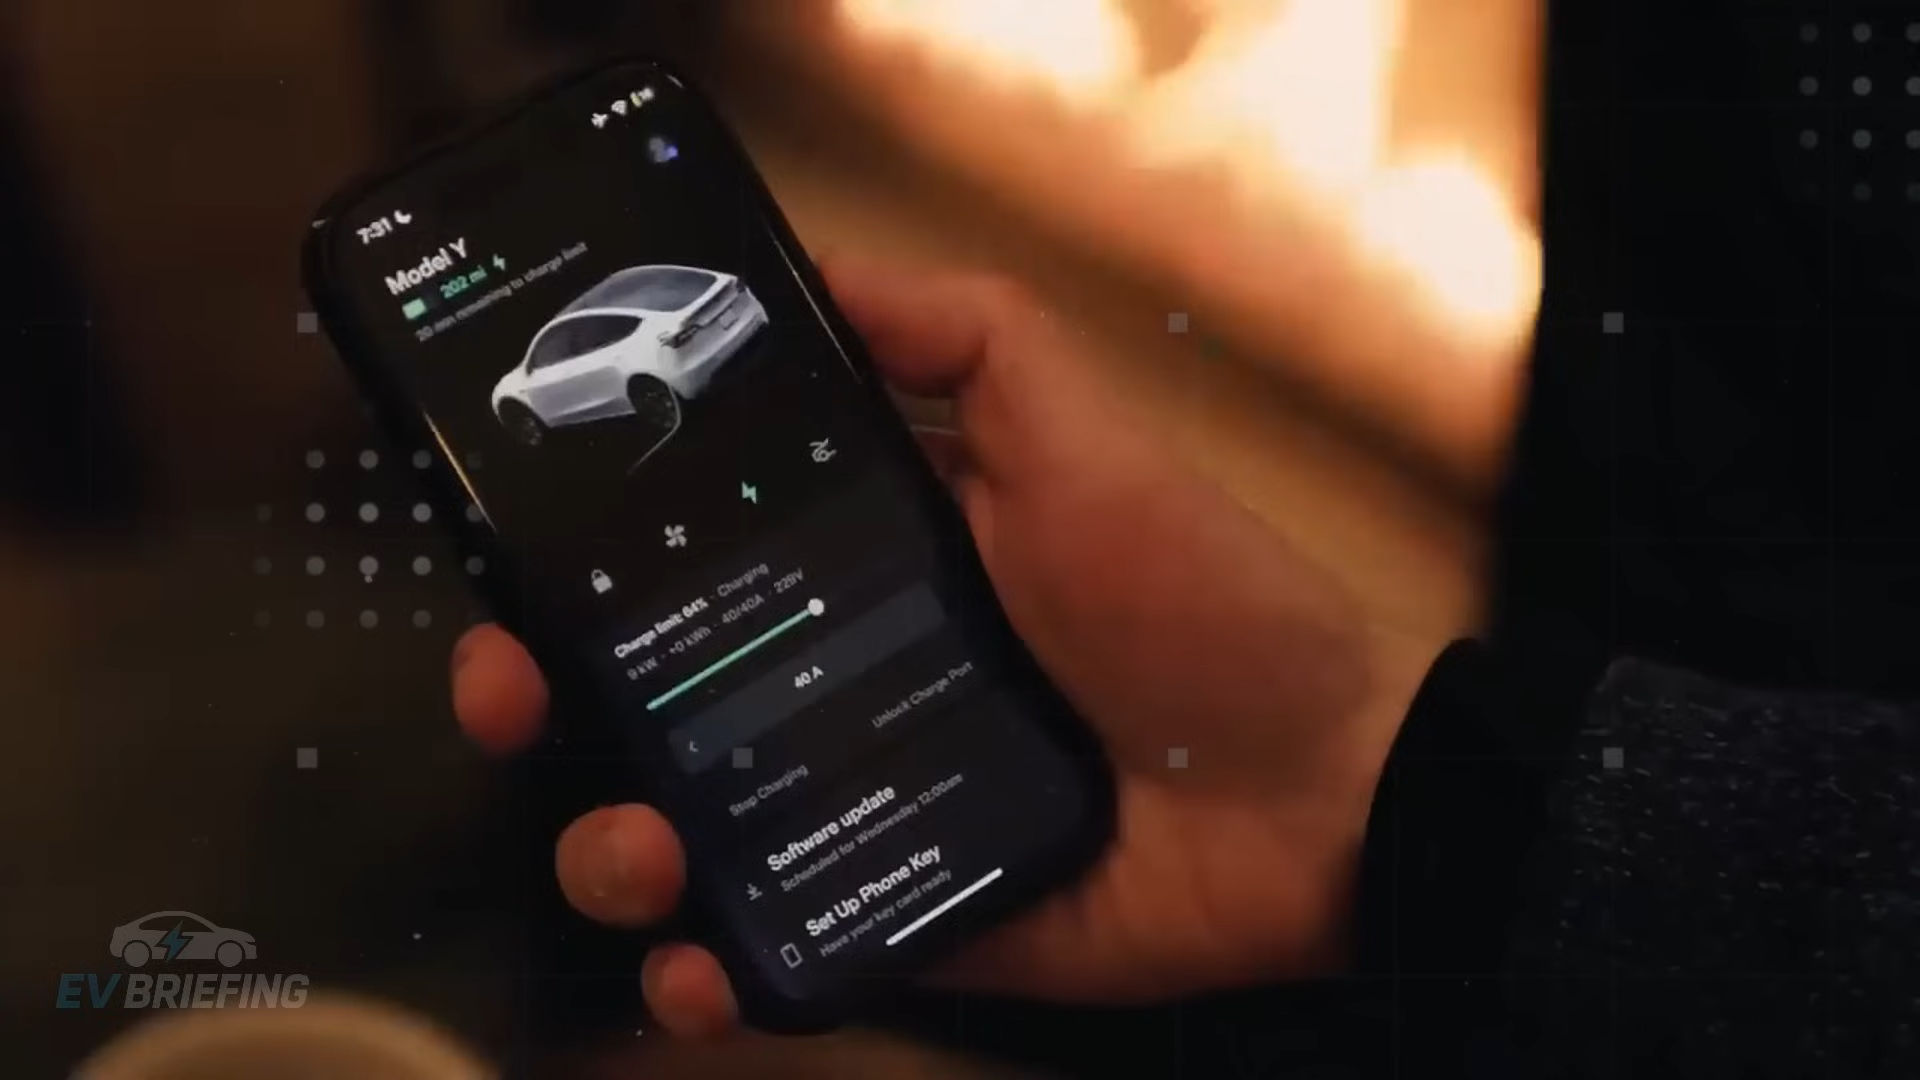 7:31
Model Y
202 mi
20 min remaining to charge limit
Charge limit: 64% · Charging
9 kW · +0 kWh · 40/40A · 229V
40 A
Unlock Charge Port
Stop Charging
Software update
Scheduled for Wednesday 12:00am
Set Up Phone Key
Have your key card ready
EV BRIEFING